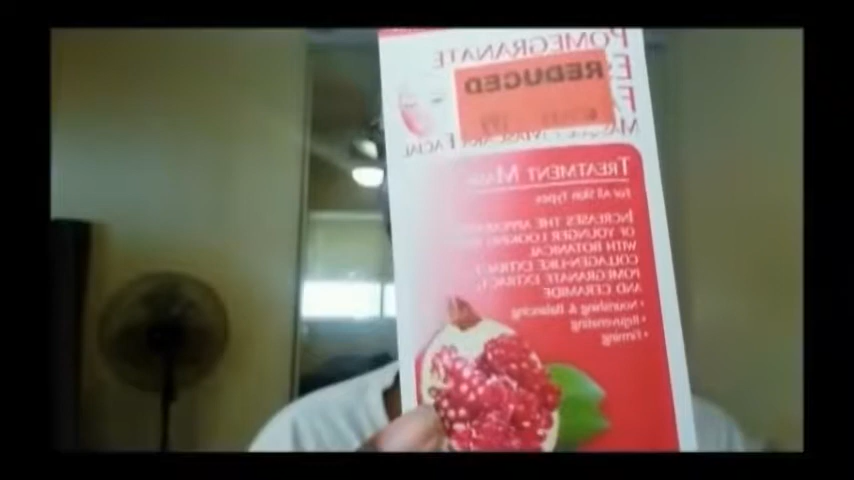 POMEGRANATE
REDUCED
FACIAL
TREATMENT MASK
for All Skin Types
INCREASES THE
OF YOUNGER LOOKING
WITH BOTANICAL
COLLAGEN-LIKE EXTRACT,
POMEGRANATE EXTRACT,
AND CERAMIDE
• Nourishing & Balancing
• Rejuvenating
• Firming